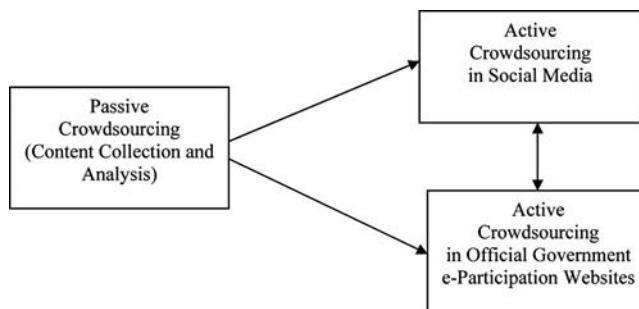 Passive
Crowdsourcing
(Content Collection and
Analysis)
Active
Crowdsourcing
in Social Media
Active
Crowdsourcing
in Official Government
e-Participation Websites